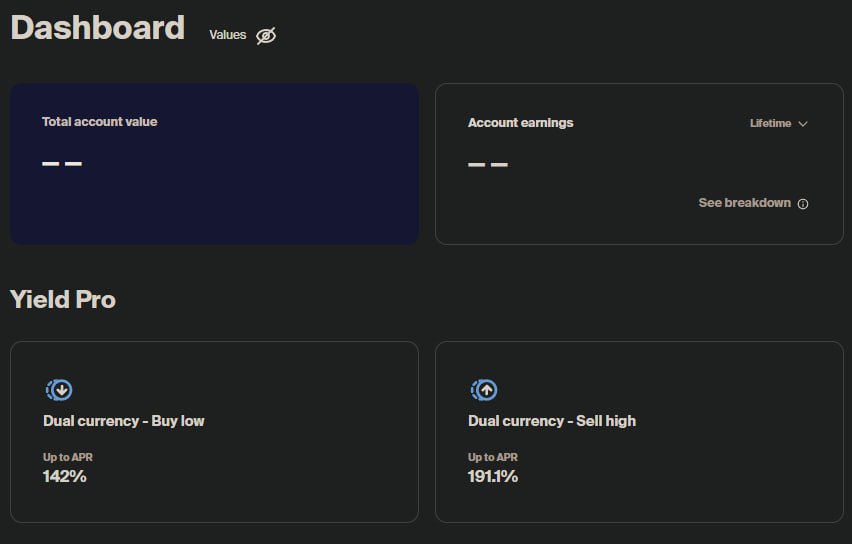 Dashboard
Values
Total account value
– –
Account earnings
Lifetime
– –
See breakdown
Yield Pro
Dual currency - Buy low
Up to APR
142%
Dual currency - Sell high
Up to APR
191.1%